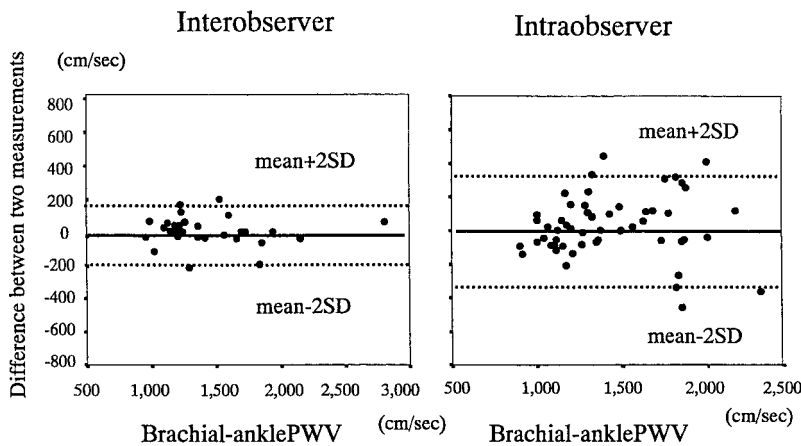 Interobserver
Intraobserver
(cm/sec)
Difference between two measurements
800
600
400
200
0
-200
-400
-600
-800
mean+2SD
mean-2SD
500
1,000
1,500
2,000
2,500
3,000
(cm/sec)
Brachial-anklePWV
mean+2SD
mean-2SD
500
1,000
1,500
2,000
2,500
(cm/sec)
Brachial-anklePWV